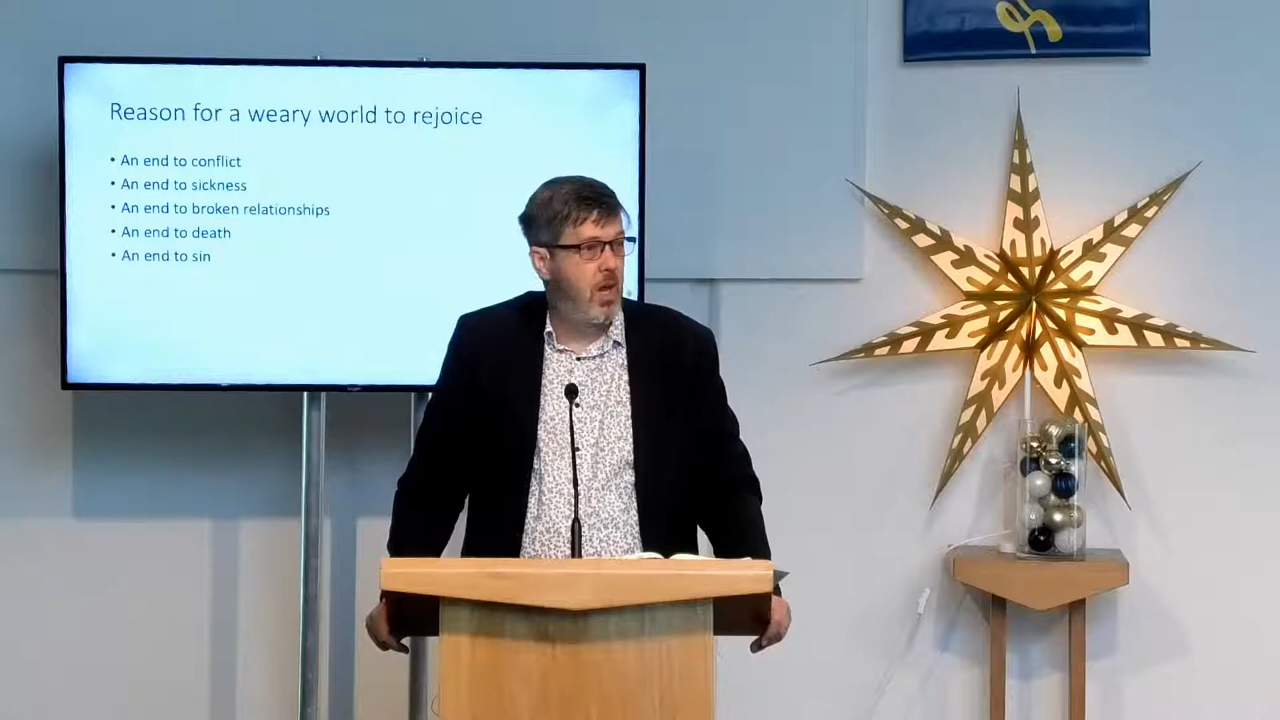 Reason for a weary world to rejoice
• An end to conflict
• An end to sickness
• An end to broken relationships
• An end to death
• An end to sin